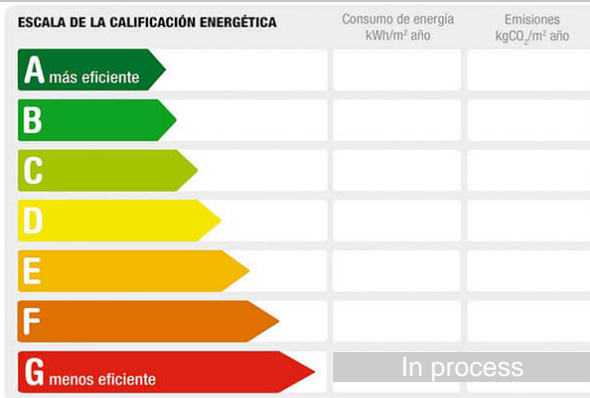 ESCALA DE LA CALIFICACIÓN ENERGÉTICA
Consumo de energía
kWh/m² año
Emisiones
kgCO₂/m² año
A más eficiente
B
C
D
E
F
G menos eficiente
In process